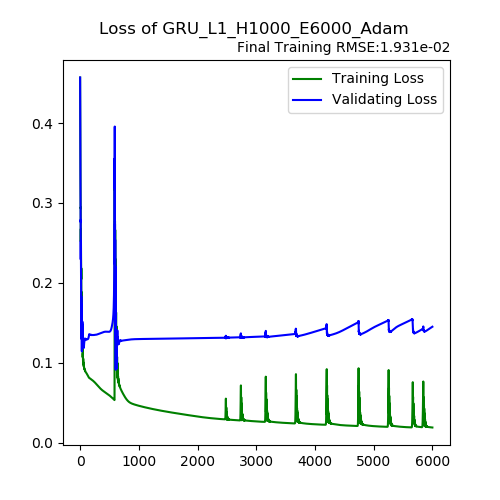 Loss of GRU_L1_H1000_E6000_Adam
Final Training RMSE:1.931e-02
Training Loss
Validating Loss
0.4
0.3
0.2
0.1
0.0
0 1000 2000 3000 4000 5000 6000